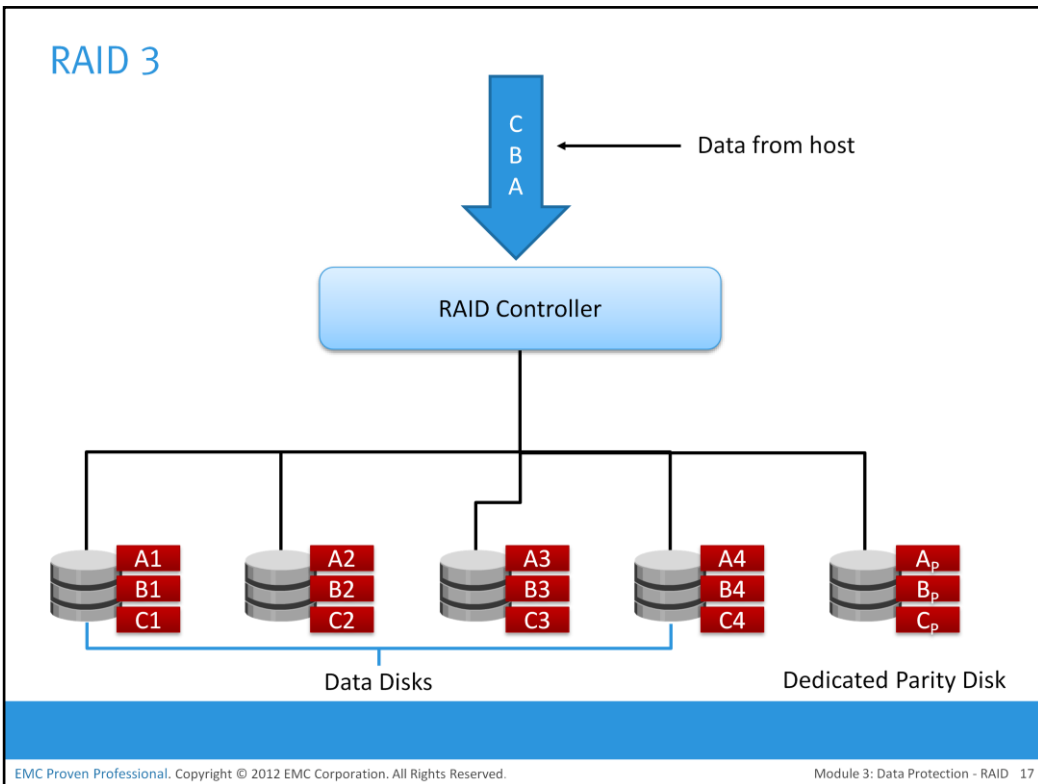 RAID 3
C
B
A
Data from host
RAID Controller
A1 A2 A3 A4 Aₚ
B1 B2 B3 B4 Bₚ
C1 C2 C3 C4 Cₚ
Data Disks
Dedicated Parity Disk
EMC Proven Professional. Copyright © 2012 EMC Corporation. All Rights Reserved.
Module 3: Data Protection - RAID 17